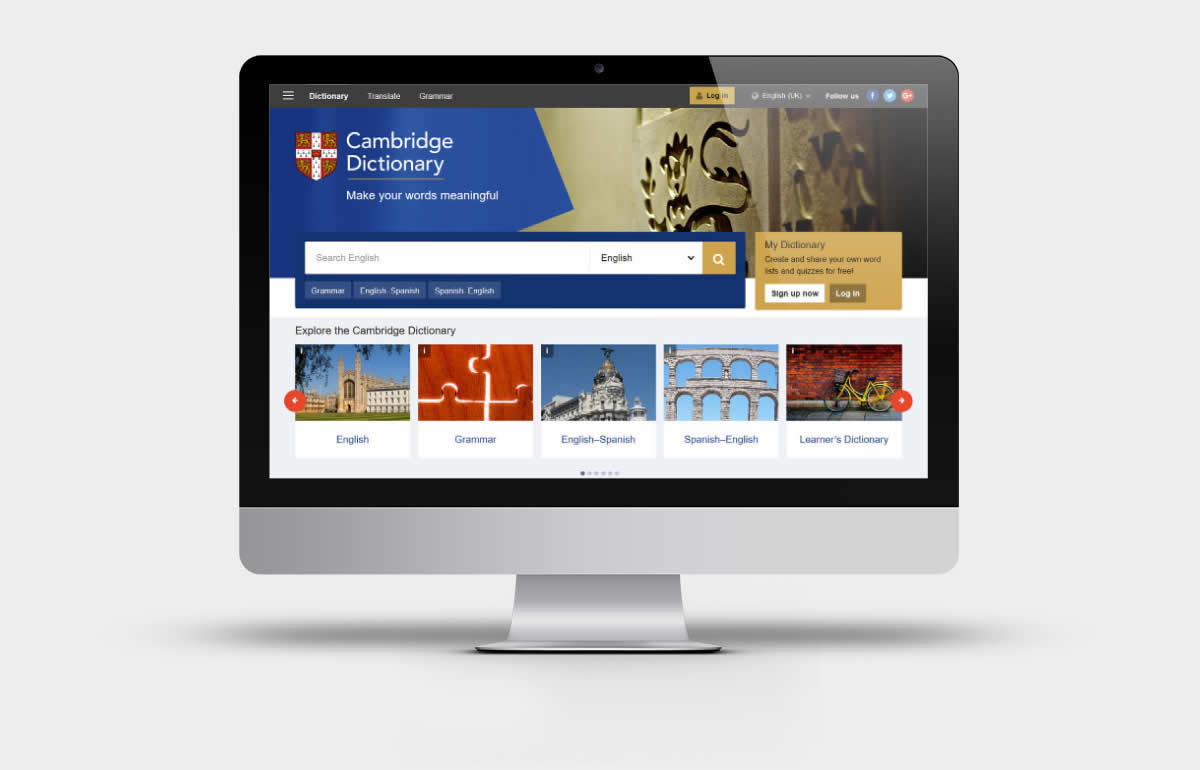 Dictionary Translate Grammar Log in English (UK) Follow us
Cambridge
Dictionary
Make your words meaningful
Search English English
Grammar English–Spanish Spanish–English
My Dictionary
Create and share your own word
lists and quizzes for free!
Sign up now Log in
Explore the Cambridge Dictionary
English Grammar English–Spanish Spanish–English Learner's Dictionary